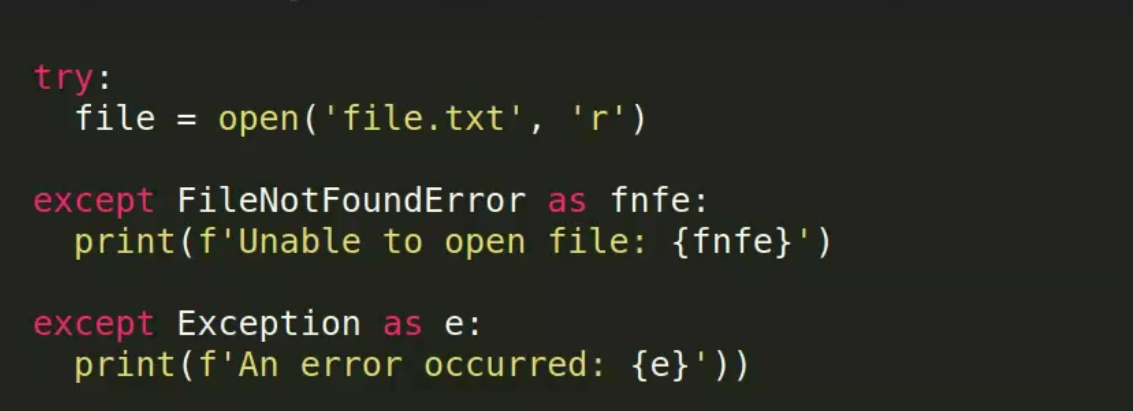 try:
  file = open('file.txt', 'r')
except FileNotFoundError as fnfe:
  print(f'Unable to open file: {fnfe}')
except Exception as e:
  print(f'An error occurred: {e}'))